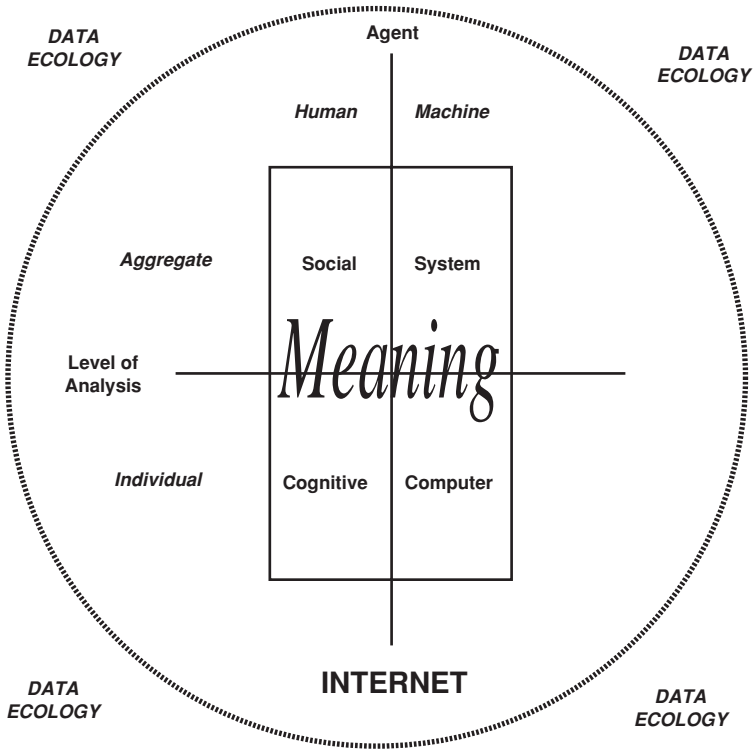 DATA
ECOLOGY
Agent
DATA
ECOLOGY
Human Machine
Aggregate Social System
Level of
Analysis
Meaning
Individual Cognitive Computer
INTERNET
DATA
ECOLOGY
DATA
ECOLOGY